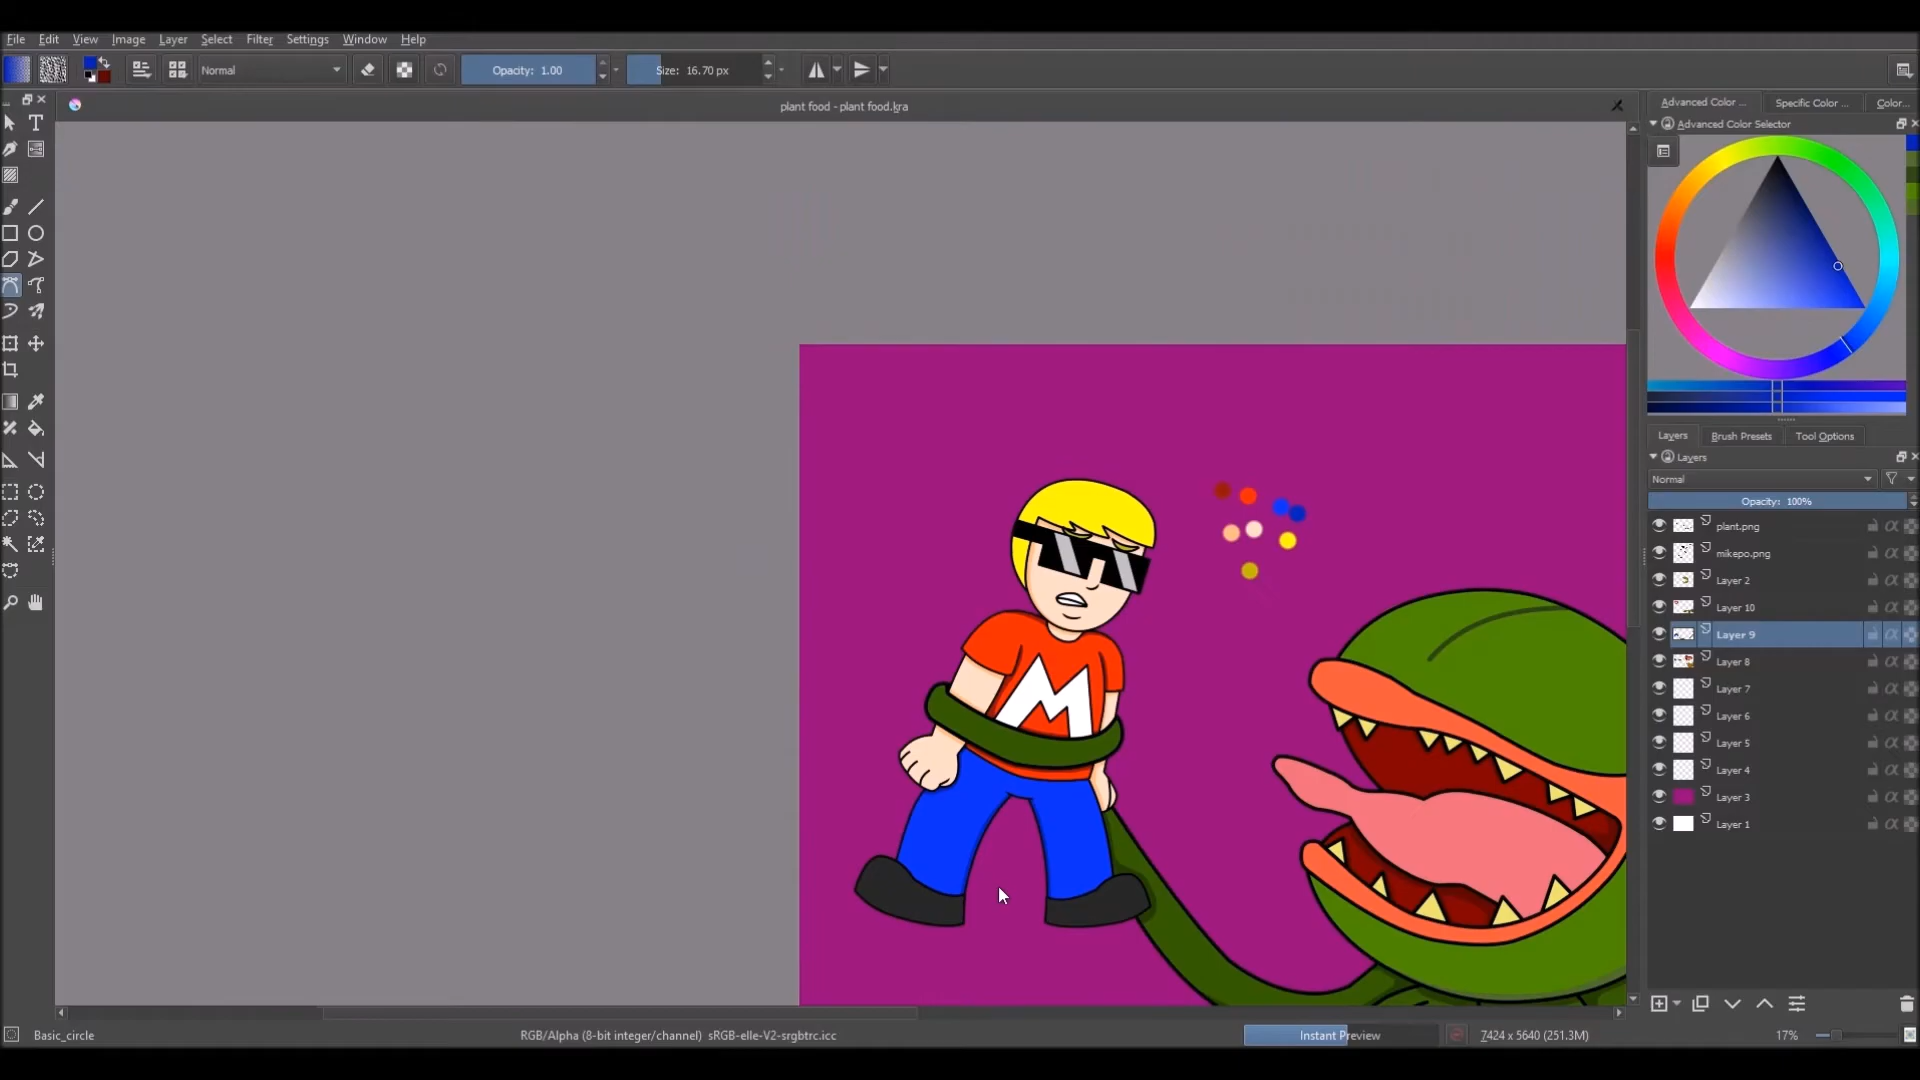 File Edit View Image Layer Select Filter Settings Window Help
Normal Opacity: 1.00 Size: 16.70 px
plant food - plant food.kra
Advanced Color ... Specific Color ... Color...
Advanced Color Selector
M
Layers Brush Presets Tool Options
Layers
Normal
Opacity: 100%
plant.png
mikepo.png
Layer 2
Layer 10
Layer 9
Layer 8
Layer 7
Layer 6
Layer 5
Layer 4
Layer 3
Layer 1
Basic_circle RGB/Alpha (8-bit integer/channel) sRGB-elle-V2-srgbtrc.icc Instant Preview 7424 x 5640 (251.3M) 17%